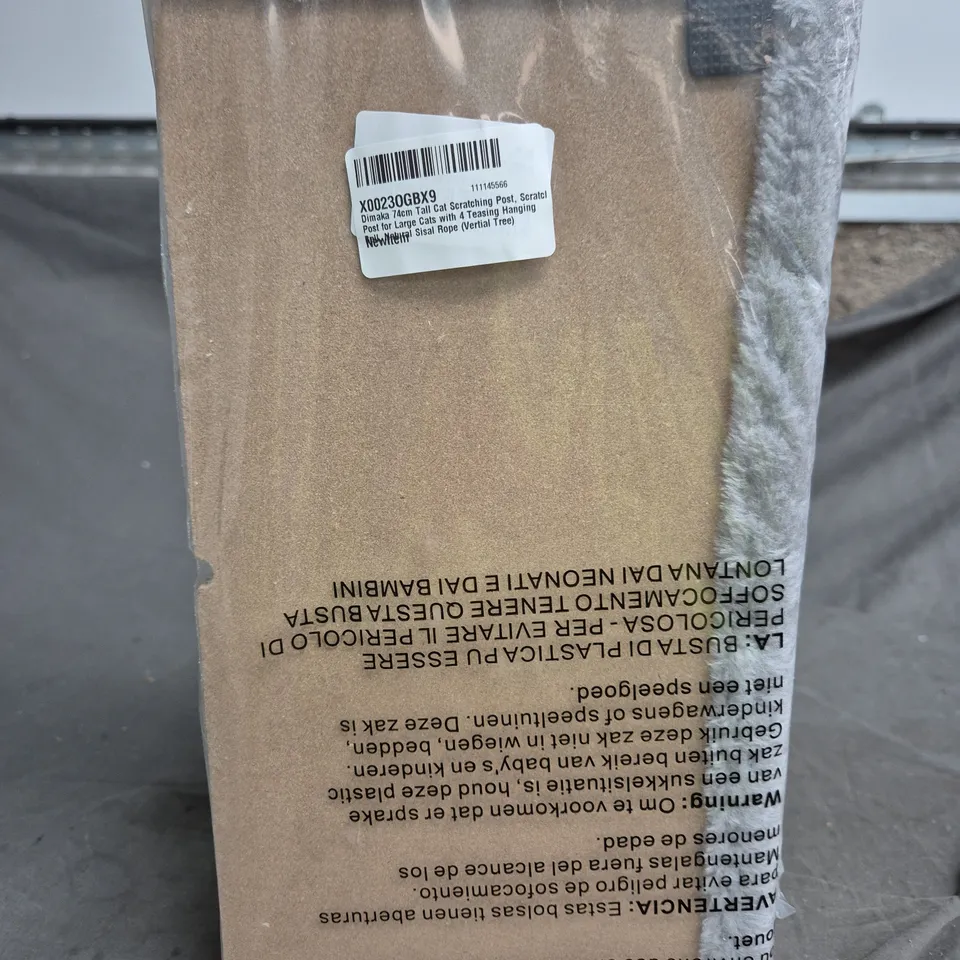 X0023OGBX9
111145566
Dimaka 74cm Tall Cat Scratching Post, Scratcl
Post for Large Cats with 4 Teasing Hanging
Natural Sisal Rope (Vertial Tree)
NewItem
ouet.
AVERTENCIA: Estas bolsas tienen aberturas
para evitar peligro de sofocamiento.
Mantengalas fuera del alcance de los
menores de edad.
Warning: Om te voorkomen dat er sprake
van een sukkelsituatie is, houd deze plastic
zak buiten bereik van baby's en kinderen.
Gebruik deze zak niet in wiegen, bedden,
kinderwagens of speeltuinen. Deze zak is
niet een speelgoed.
LA: BUSTA DI PLASTICA PU ESSERE
PERICOLOSA - PER EVITARE IL PERICOLO DI
SOFFOCAMENTO TENERE QUESTA BUSTA
LONTANA DAI NEONATI E DAI BAMBINI